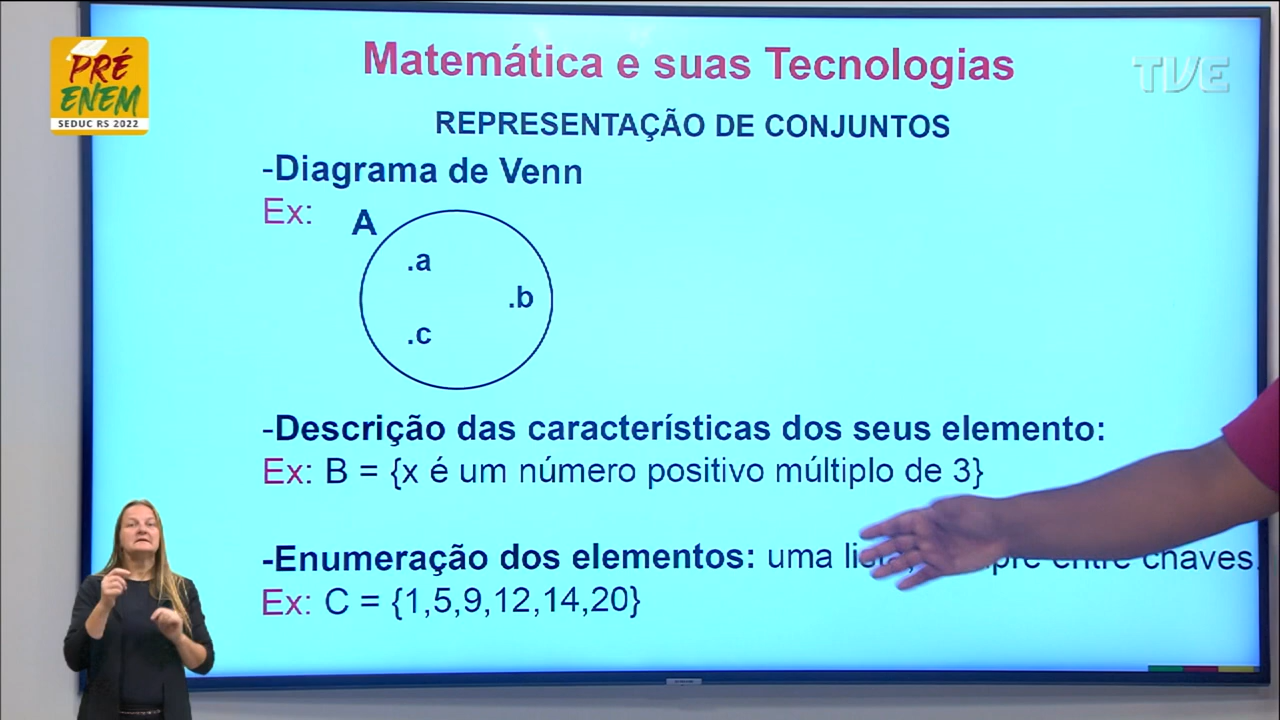 PRÉ
ENEM
SEDUC RS 2022
TVE
Matemática e suas Tecnologias
REPRESENTAÇÃO DE CONJUNTOS
-Diagrama de Venn
Ex:
A
.a
.b
.c
-Descrição das características dos seus elemento:
Ex: B = {x é um número positivo múltiplo de 3}
-Enumeração dos elementos: uma entre chaves.
Ex: C = {1,5,9,12,14,20}